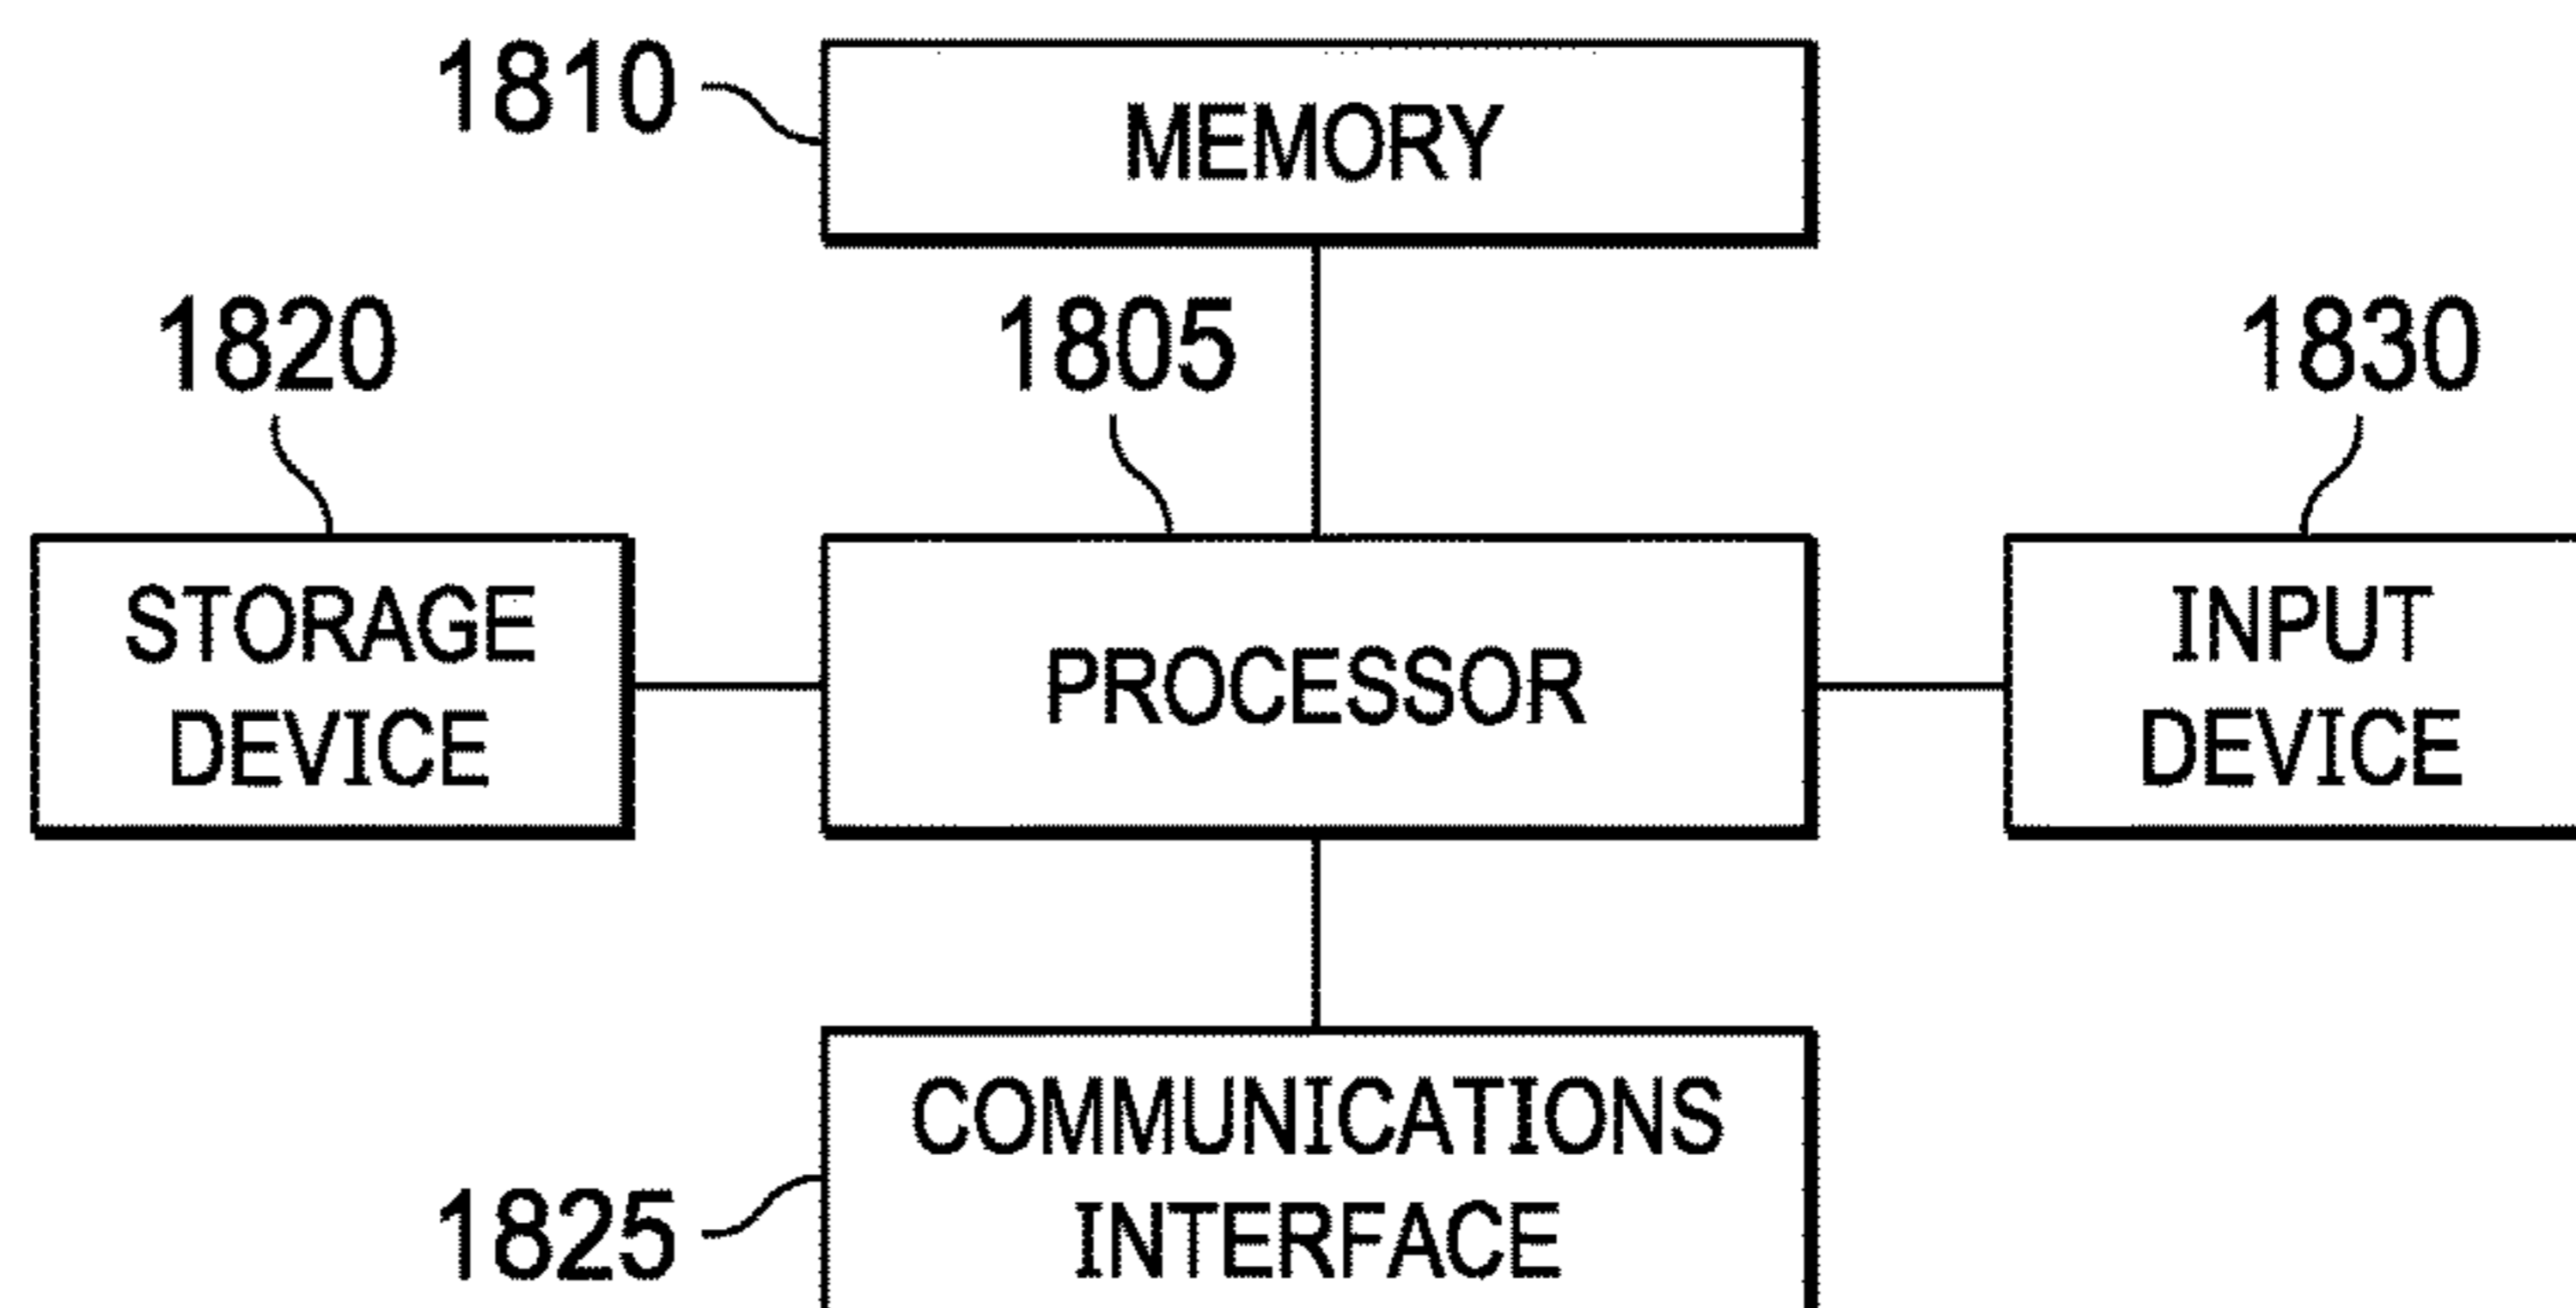 1810
MEMORY
1820
1805
1830
STORAGE
DEVICE
PROCESSOR
INPUT
DEVICE
COMMUNICATIONS
INTERFACE
1825